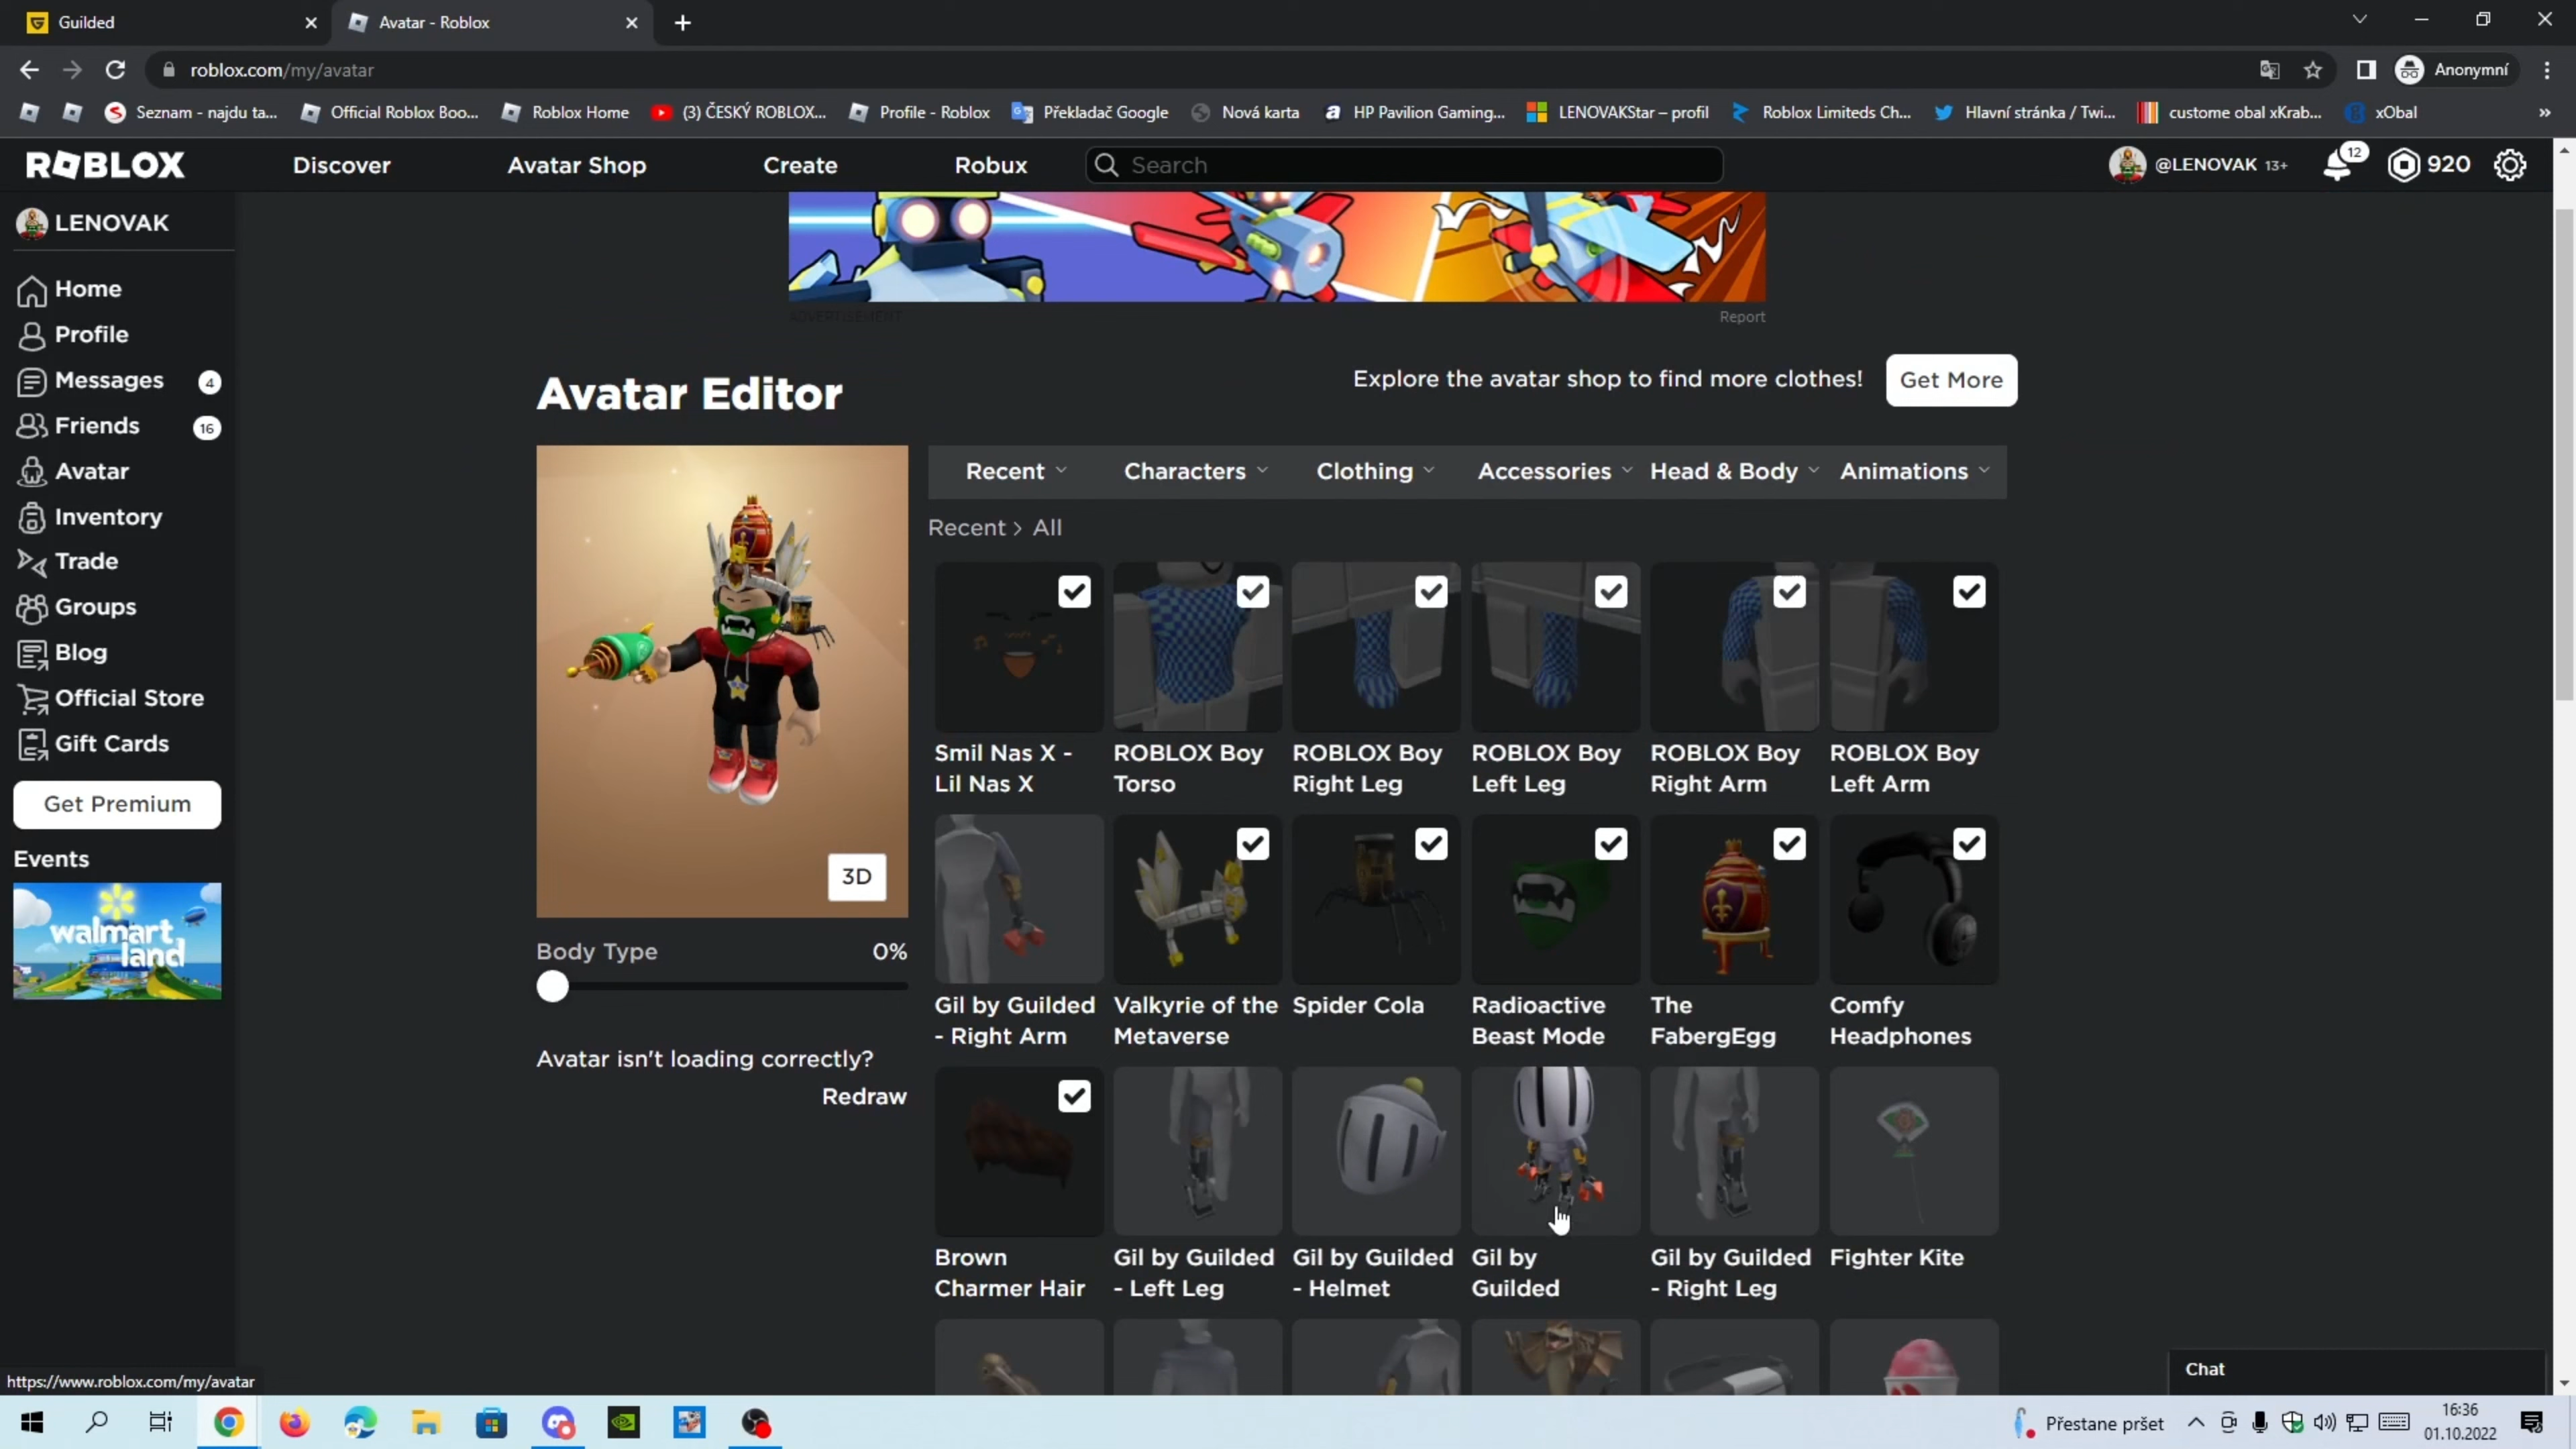 Guilded
Avatar - Roblox
roblox.com/my/avatar
Anonymní
Seznam - najdu ta...
Official Roblox Boo...
Roblox Home
(3) ČESKÝ ROBLOX...
Profile - Roblox
Překladač Google
Nová karta
HP Pavilion Gaming...
LENOVAKStar – profil
Roblox Limiteds Ch...
Hlavní stránka / Twi...
custome obal xKrab...
xObal
ROBLOX
Discover
Avatar Shop
Create
Robux
Search
@LENOVAK 13+
12
920
LENOVAK
Home
Profile
Messages 4
Friends 16
Avatar
Inventory
Trade
Groups
Blog
Official Store
Gift Cards
Get Premium
Events
walmart
land
ADVERTISEMENT
Report
Avatar Editor
Explore the avatar shop to find more clothes!
Get More
3D
Body Type 0%
Avatar isn't loading correctly?
Redraw
Recent
Characters
Clothing
Accessories
Head & Body
Animations
Recent > All
Smil Nas X -
Lil Nas X
ROBLOX Boy
Torso
ROBLOX Boy
Right Leg
ROBLOX Boy
Left Leg
ROBLOX Boy
Right Arm
ROBLOX Boy
Left Arm
Gil by Guilded
- Right Arm
Valkyrie of the
Metaverse
Spider Cola
Radioactive
Beast Mode
The
FabergEgg
Comfy
Headphones
Brown
Charmer Hair
Gil by Guilded
- Left Leg
Gil by Guilded
- Helmet
Gil by
Guilded
Gil by Guilded
- Right Leg
Fighter Kite
Chat
https://www.roblox.com/my/avatar
Přestane pršet
16:36
01.10.2022